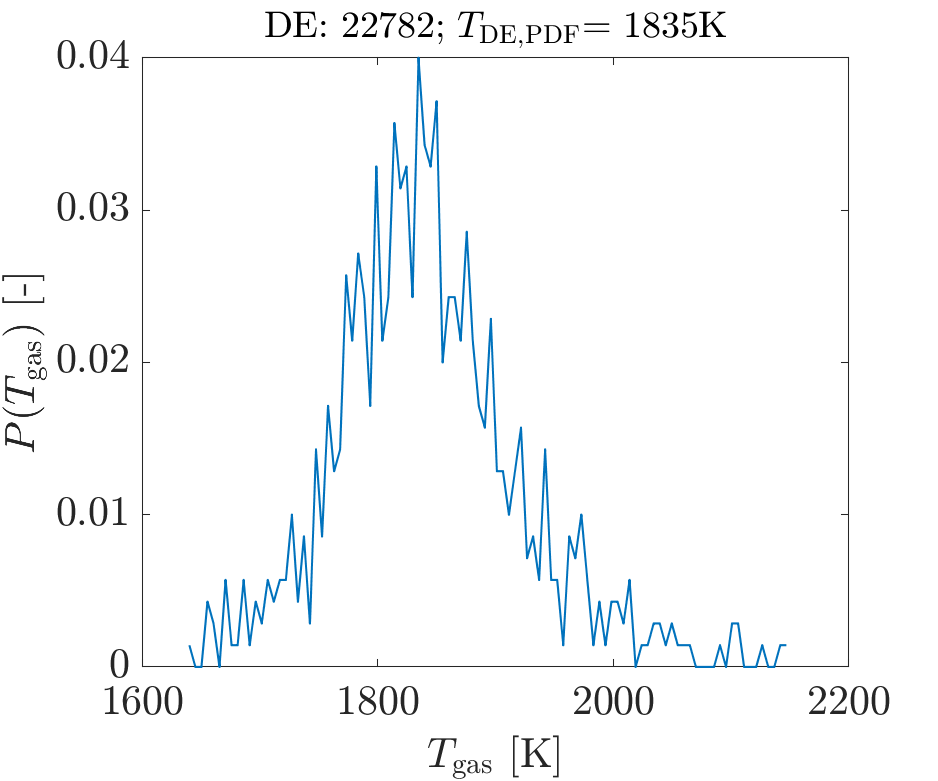 DE: 22782; T_DE,PDF= 1835K
0.04
0.03
0.02
0.01
0
P(T_gas) [-]
1600 1800 2000 2200
T_gas [K]